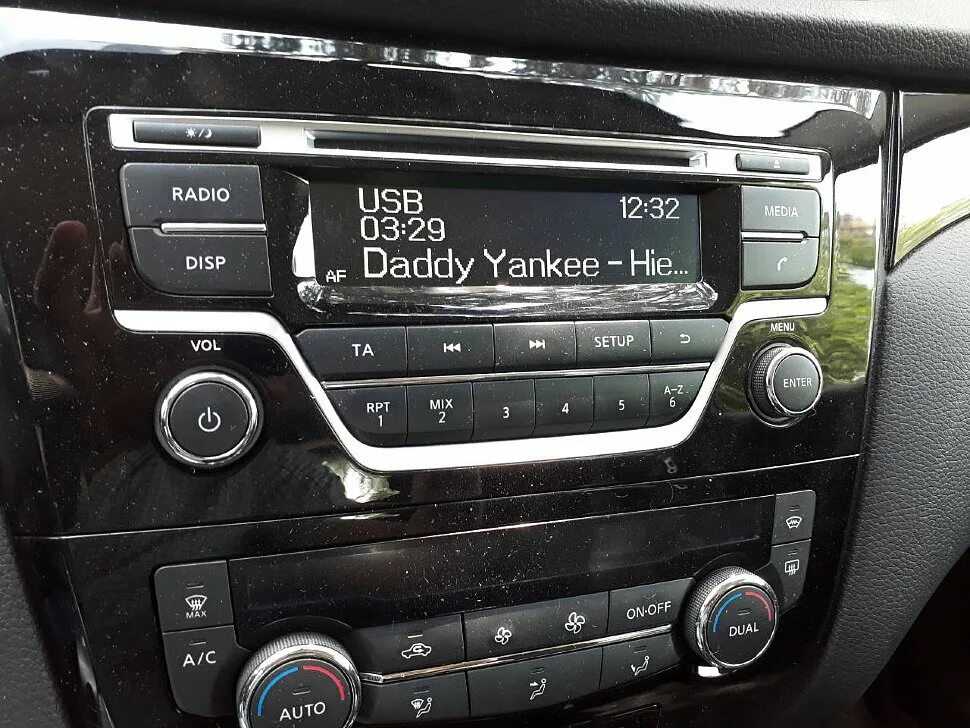 RADIO
DISP
USB
12:32
03:29
AF Daddy Yankee - Hie...
MEDIA
VOL
MENU
TA
SETUP
ENTER
RPT
1
MIX
2
3
4
5
A-Z
6
MAX
A/C
ON·OFF
DUAL
AUTO